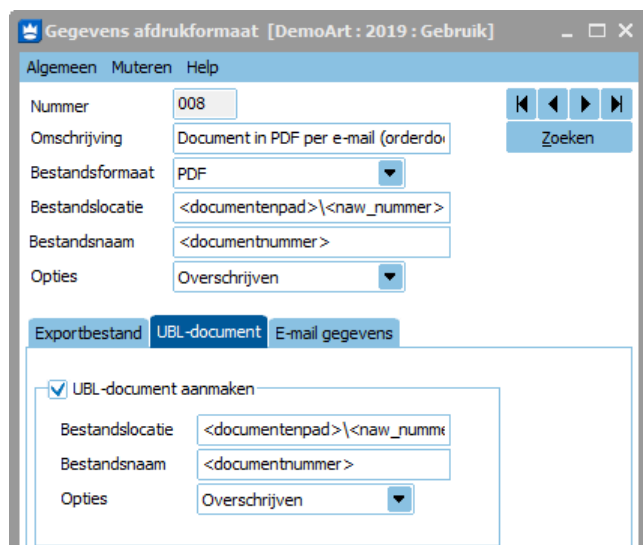 Gegevens afdrukformaat [DemoArt : 2019 : Gebruik]
Algemeen Muteren Help
Nummer 008
Omschrijving Document in PDF per e-mail (orderdo
Zoeken
Bestandsformaat PDF
Bestandslocatie <documentenpad>\<naw_nummer>
Bestandsnaam <documentnummer>
Opties Overschrijven
Exportbestand UBL-document E-mail gegevens
UBL-document aanmaken
Bestandslocatie <documentenpad>\<naw_numme
Bestandsnaam <documentnummer>
Opties Overschrijven